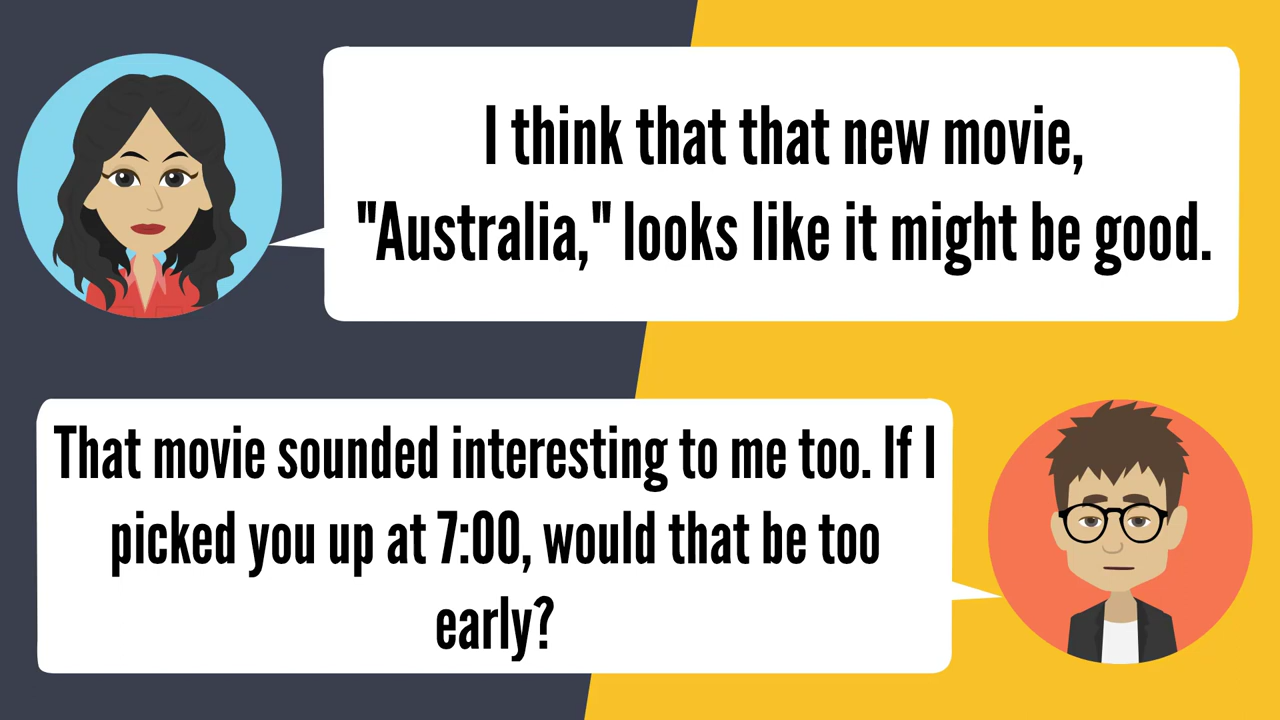 I think that that new movie,
"Australia," looks like it might be good.
That movie sounded interesting to me too. If I
picked you up at 7:00, would that be too
early?